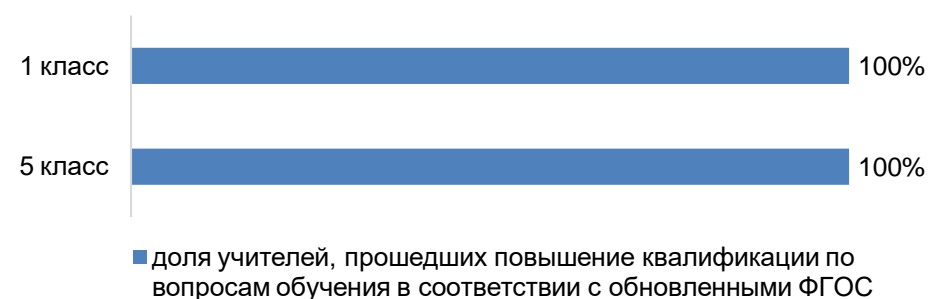 1 класс 100%
5 класс 100%
доля учителей, прошедших повышение квалификации по
вопросам обучения в соответствии с обновленными ФГОС